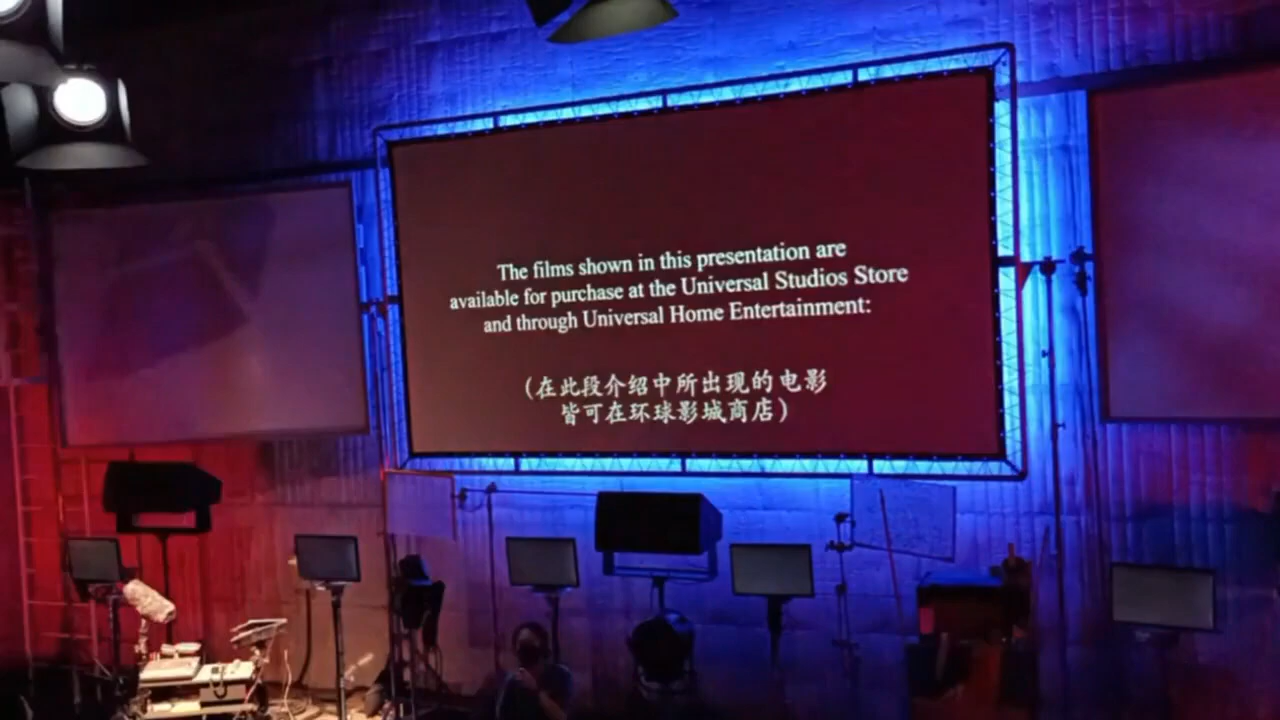 The films shown in this presentation are
available for purchase at the Universal Studios Store
and through Universal Home Entertainment:
(在此段介绍中所出现的电影
皆可在环球影城商店)